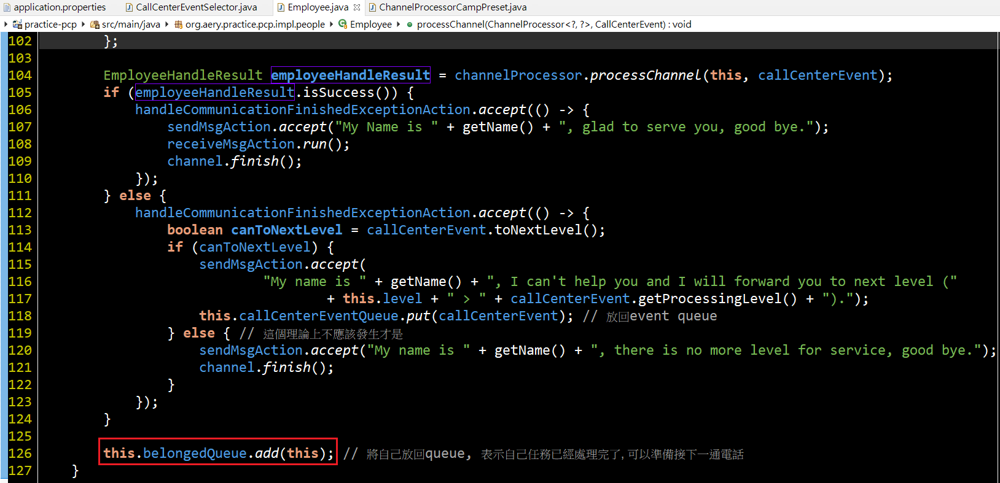 application.properties CallCenterEventSelector.java Employee.java ChannelProcessorCampPreset.java
practice-pcp src/main/java org.aery.practice.pcp.impl.people Employee processChannel(ChannelProcessor<?, ?>, CallCenterEvent) : void
102 };
103
104 EmployeeHandleResult employeeHandleResult = channelProcessor.processChannel(this, callCenterEvent);
105 if (employeeHandleResult.isSuccess()) {
106 handleCommunicationFinishedExceptionAction.accept(() -> {
107 sendMsgAction.accept("My Name is " + getName() + ", glad to serve you, good bye.");
108 receiveMsgAction.run();
109 channel.finish();
110 });
111 } else {
112 handleCommunicationFinishedExceptionAction.accept(() -> {
113 boolean canToNextLevel = callCenterEvent.toNextLevel();
114 if (canToNextLevel) {
115 sendMsgAction.accept(
116 "My name is " + getName() + ", I can't help you and I will forward you to next level ("
117 + this.level + " > " + callCenterEvent.getProcessingLevel() + ").");
118 this.callCenterEventQueue.put(callCenterEvent); // 放回event queue
119 } else { // 這個理論上不應該發生才是
120 sendMsgAction.accept("My name is " + getName() + ", there is no more level for service, good bye.");
121 channel.finish();
122 }
123 });
124 }
125
126 this.belongedQueue.add(this); // 將自己放回queue, 表示自己任務已經處理完了,可以準備接下一通電話
127 }